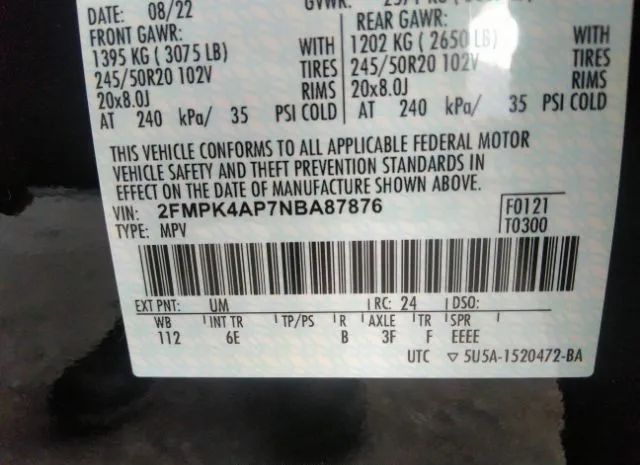 DATE: 08/22
GVWR:
FRONT GAWR:
REAR GAWR:
1395 KG ( 3075 LB) WITH
1202 KG ( 2650 LB) WITH
245/50R20 102V TIRES
245/50R20 102V TIRES
20x8.0J RIMS
20x8.0J RIMS
AT 240 kPa/ 35 PSI COLD
AT 240 kPa/ 35 PSI COLD
THIS VEHICLE CONFORMS TO ALL APPLICABLE FEDERAL MOTOR
VEHICLE SAFETY AND THEFT PREVENTION STANDARDS IN
EFFECT ON THE DATE OF MANUFACTURE SHOWN ABOVE.
VIN: 2FMPK4AP7NBA87876
F0121
TYPE: MPV
T0300
EXT PNT: UM RC: 24 DSO:
WB INT TR TP/PS R AXLE TR SPR
112 6E B 3F F EEEE
UTC ▽ 5U5A-1520472-BA